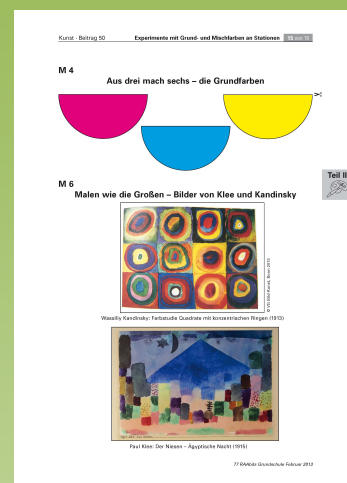 Kunst · Beitrag 50
Experimente mit Grund- und Mischfarben an Stationen
15 von 18
M 4
Aus drei mach sechs – die Grundfarben
Teil II
M 6
Malen wie die Großen – Bilder von Klee und Kandinsky
© VG Bild-Kunst, Bonn 2013
Wassiliy Kandinsky: Farbstudie Quadrate mit konzentrischen Ringen (1913)
Paul Klee: Der Niesen – Ägyptische Nacht (1915)
77 RAAbits Grundschule Februar 2013